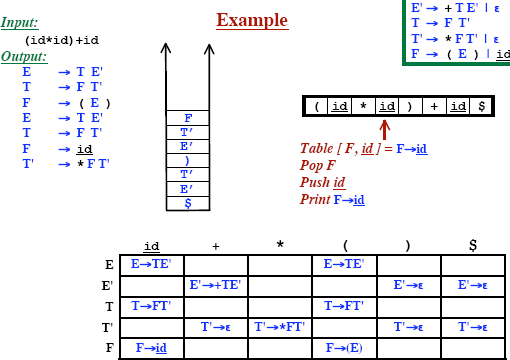 Example
Input:
(id*id)+id
Output:
E → T E'
T → F T'
F → ( E )
E → T E'
T → F T'
F → id
T' → * F T'
F
T'
E'
)
T'
E'
$
E' → + T E' | ε
T → F T'
T' → * F T' | ε
F → ( E ) | id
( id * id ) + id $
Table [ F, id ] = F→id
Pop F
Push id
Print F→id
id + * ( ) $
E E→TE' E→TE'
E' E'→+TE' E'→ε E'→ε
T T→FT' T→FT'
T' T'→ε T'→*FT' T'→ε T'→ε
F F→id F→(E)